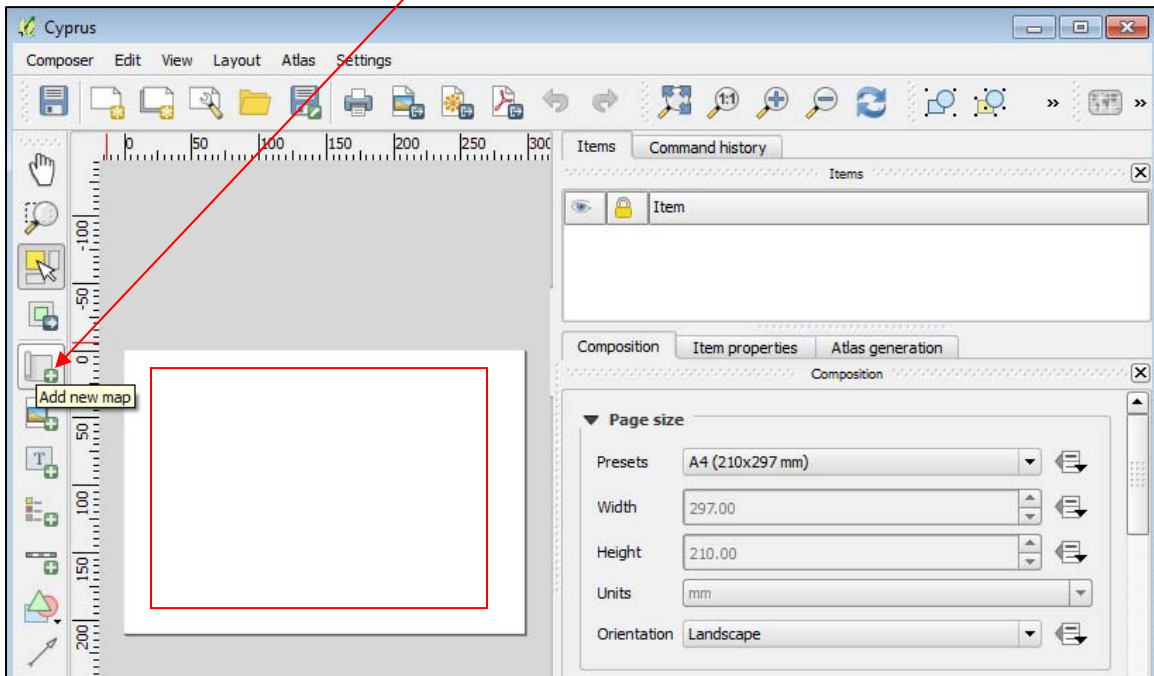 Cyprus
Composer Edit View Layout Atlas Settings
1:1
» »
0 50 100 150 200 250 300
Items Command history
Items
Item
-100
-50
0
50
100
150
200
Add new map
T
Composition Item properties Atlas generation
Composition
Page size
Presets A4 (210x297 mm)
Width 297.00
Height 210.00
Units mm
Orientation Landscape